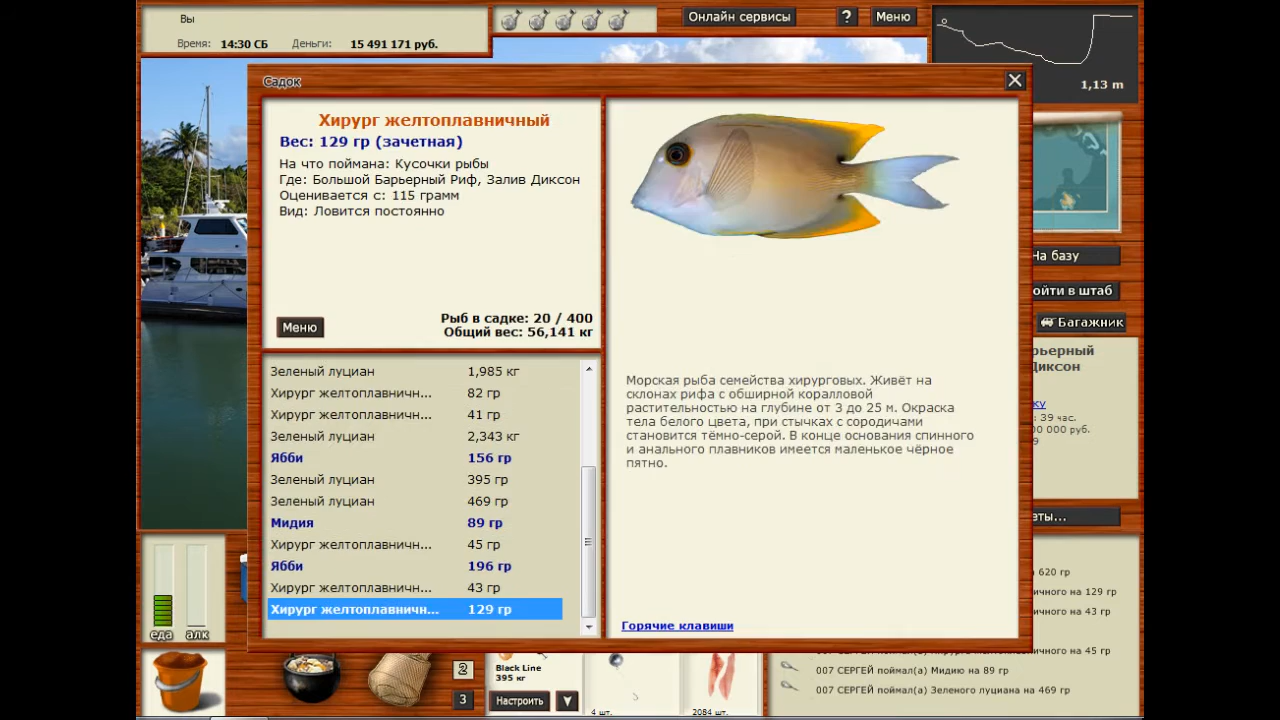 Вы
Время: 14:30 СБ Деньги: 15 491 171 руб.
Онлайн сервисы
?
Меню
1,13 m
Садок
Хирург желтоплавничный
Вес: 129 гр (зачетная)
На что поймана: Кусочки рыбы
Где: Большой Барьерный Риф, Залив Диксон
Оценивается с: 115 грамм
Вид: Ловится постоянно
Меню
Рыб в садке: 20 / 400
Общий вес: 56,141 кг
Зеленый луциан 1,985 кг
Хирург желтоплавничн... 82 гр
Хирург желтоплавничн... 41 гр
Зеленый луциан 2,343 кг
Ябби 156 гр
Зеленый луциан 395 гр
Зеленый луциан 469 гр
Мидия 89 гр
Хирург желтоплавничн... 45 гр
Ябби 196 гр
Хирург желтоплавничн... 43 гр
Хирург желтоплавничн... 129 гр
Морская рыба семейства хирурговых. Живёт на
склонах рифа с обширной коралловой
растительностью на глубине от 3 до 25 м. Окраска
тела белого цвета, при стычках с сородичами
становится тёмно-серой. В конце основания спинного
и анального плавников имеется маленькое чёрное
пятно.
Горячие клавиши
На базу
ойти в штаб
Багажник
рьерный
Диксон
ку
: 39 час.
00 000 руб.
9
еты...
а 620 гр
ичного на 129 гр
ичного на 43 гр
ичного на 45 гр
007 СЕРГЕЙ поймал(а) Мидию на 89 гр
007 СЕРГЕЙ поймал(а) Зеленого луциана на 469 гр
еда алк
2
3
Black Line
395 кг
Настроить
4 шт.
2084 шт.